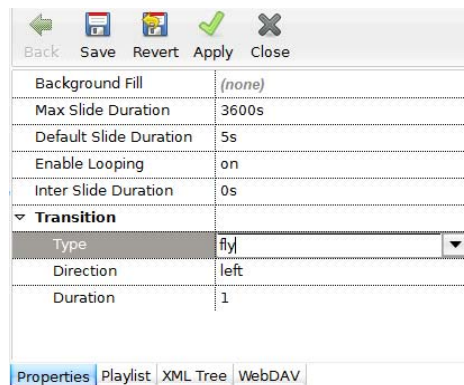 Back Save Revert Apply Close
Background Fill (none)
Max Slide Duration 3600s
Default Slide Duration 5s
Enable Looping on
Inter Slide Duration 0s
Transition
Type fly
Direction left
Duration 1
Properties Playlist XML Tree WebDAV